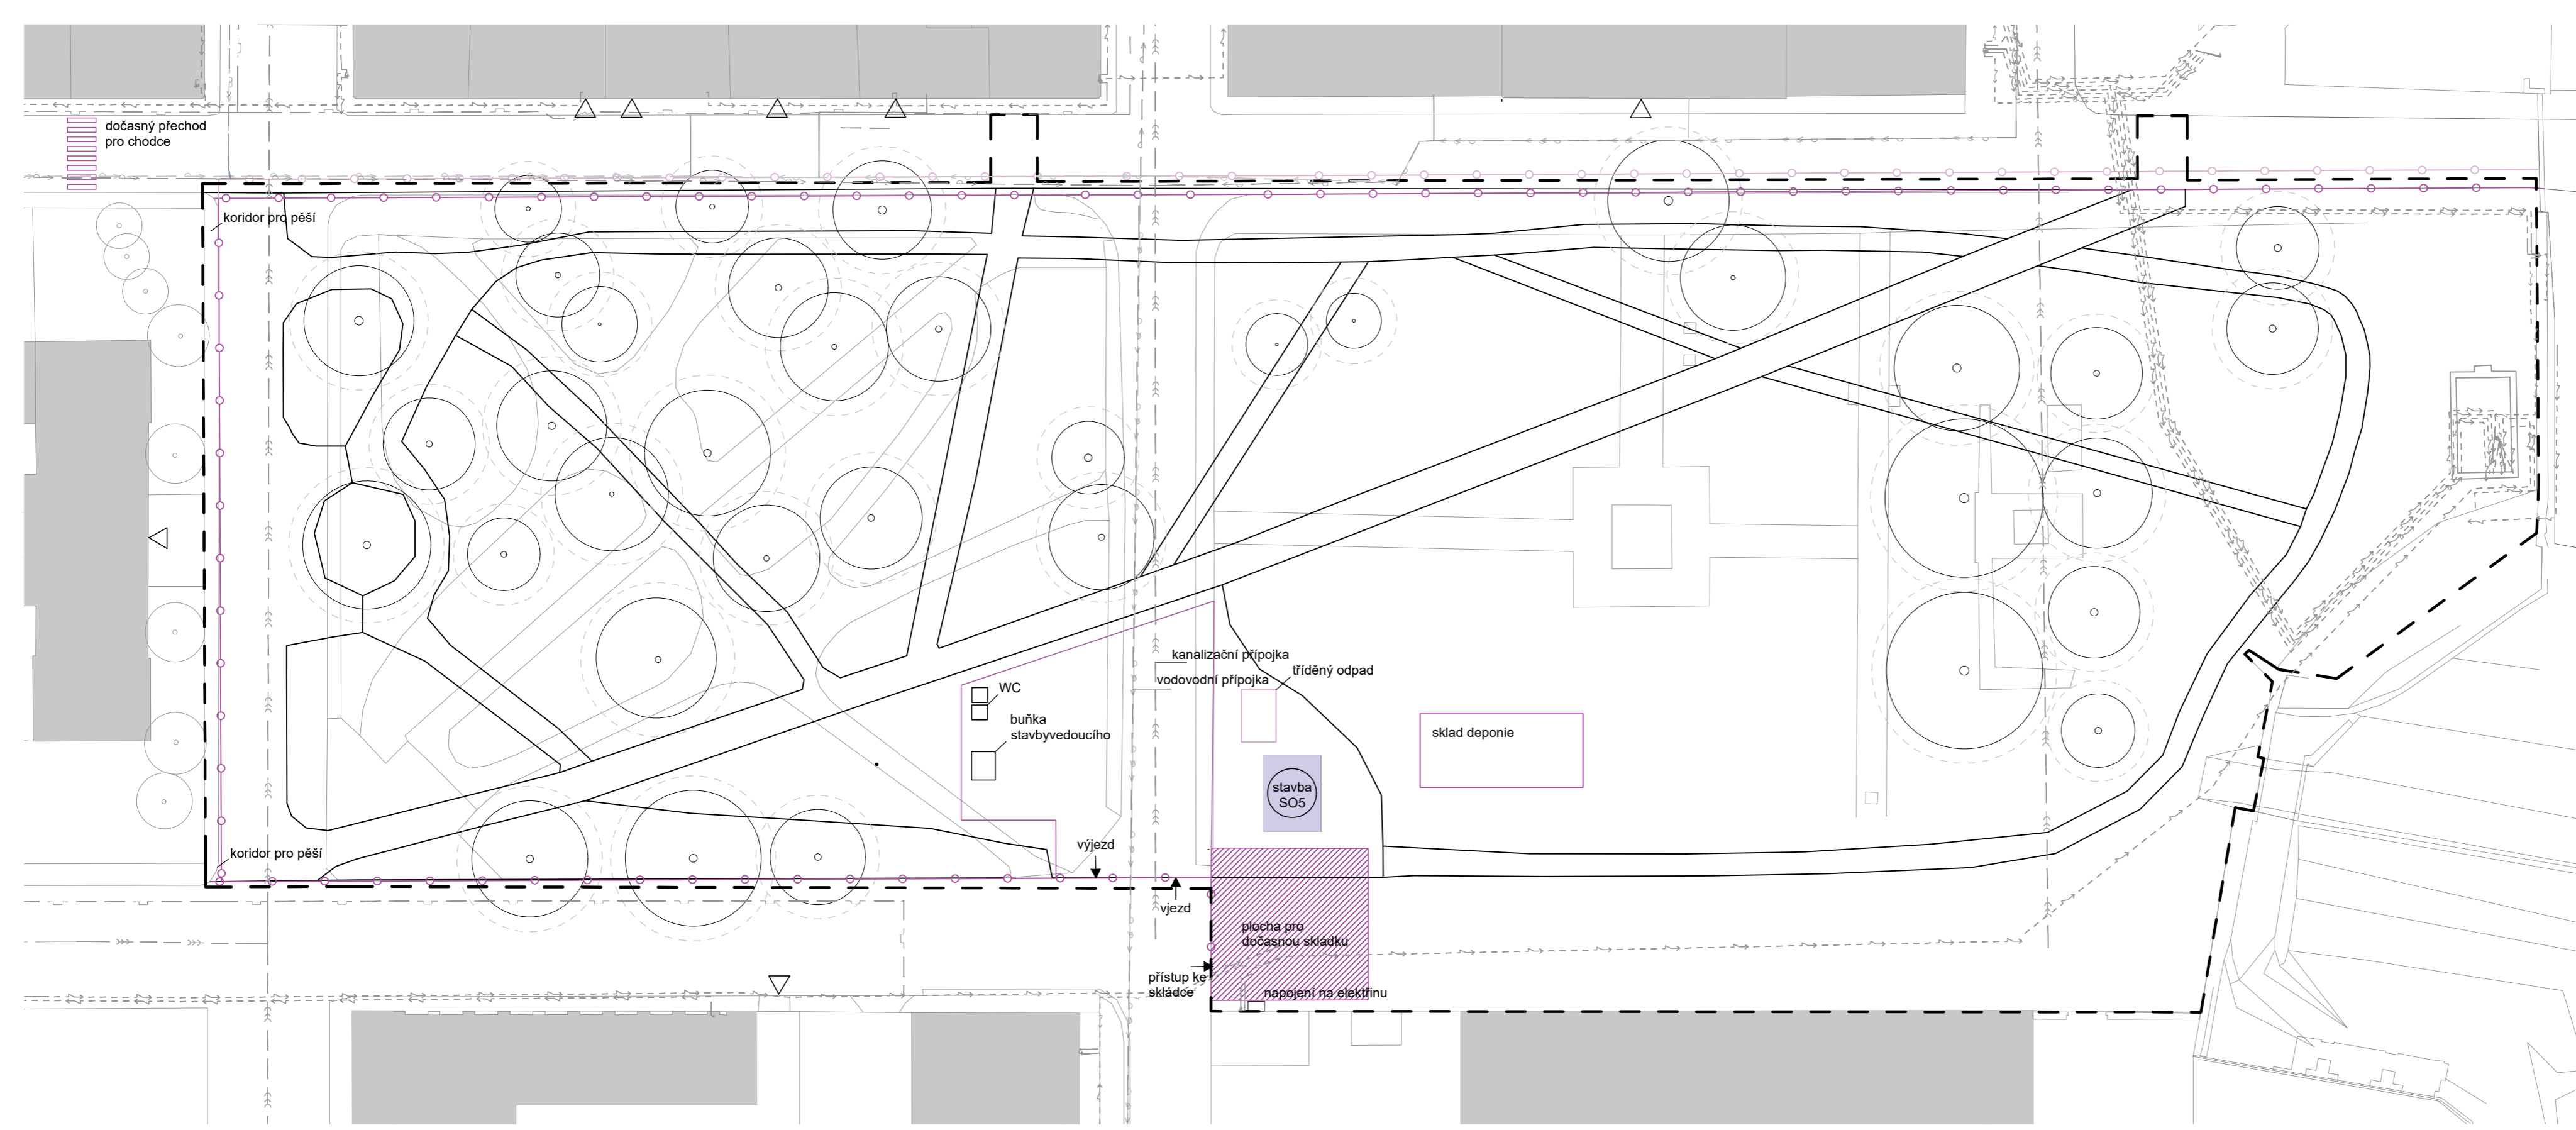 dočasný přechod
pro chodce
koridor pro pěší
kanalizační přípojka
tříděný odpad
vodovodní přípojka
WC
buňka
stavbyvedoucího
sklad deponie
stavba
SO5
výjezd
koridor pro pěší
vjezd
plocha pro
dočasnou skládku
přístup ke
skládce
napojení na elektřinu